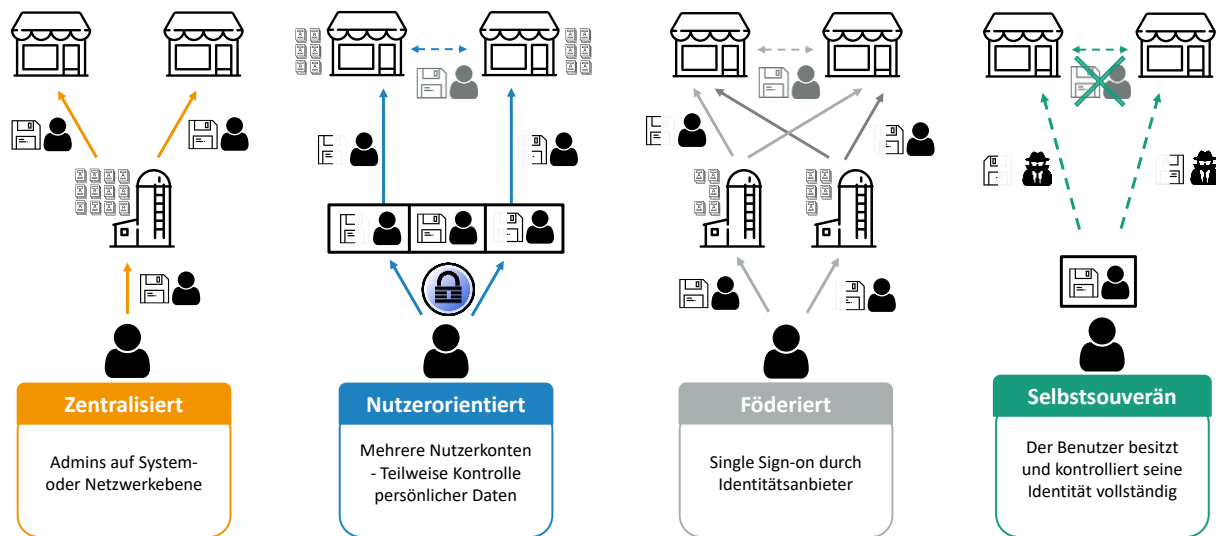 Zentralisiert
Admins auf System-
oder Netzwerkebene
Nutzerorientiert
Mehrere Nutzerkonten
- Teilweise Kontrolle
persönlicher Daten
Föderiert
Single Sign-on durch
Identitätsanbieter
Selbstsouverän
Der Benutzer besitzt
und kontrolliert seine
Identität vollständig